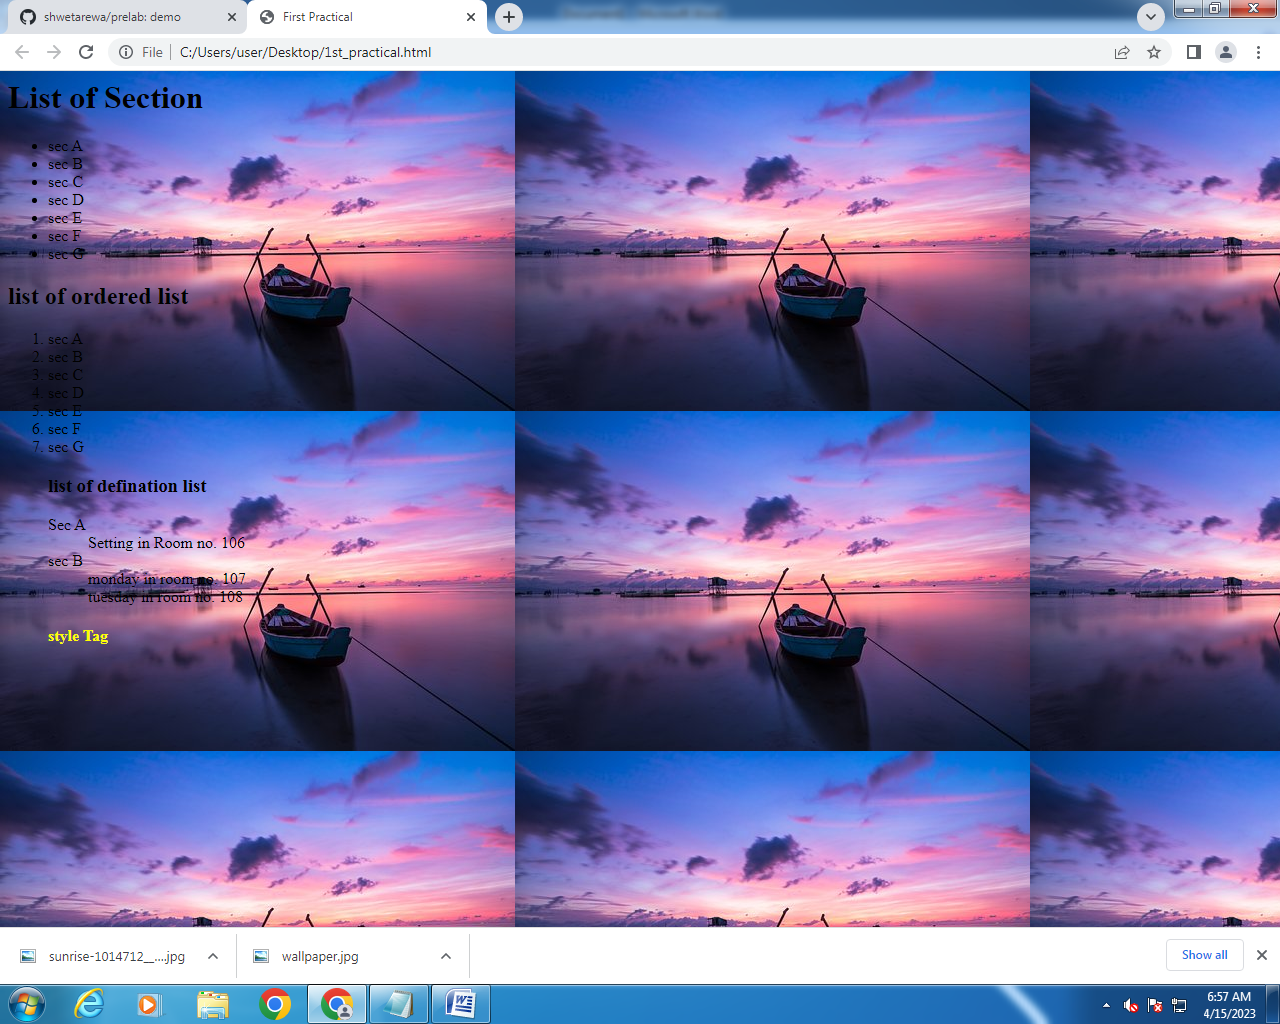 shwetarewa/prelab: demo
First Practical
File
C:/Users/user/Desktop/1st_practical.html
List of Section
sec A
sec B
sec C
sec D
sec E
sec F
sec G
list of ordered list
1. sec A
2. sec B
3. sec C
4. sec D
5. sec E
6. sec F
7. sec G
list of defination list
Sec A
Setting in Room no. 106
sec B
monday in room no. 107
tuesday in room no. 108
style Tag
sunrise-1014712__....jpg
wallpaper.jpg
Show all
6:57 AM
4/15/2023